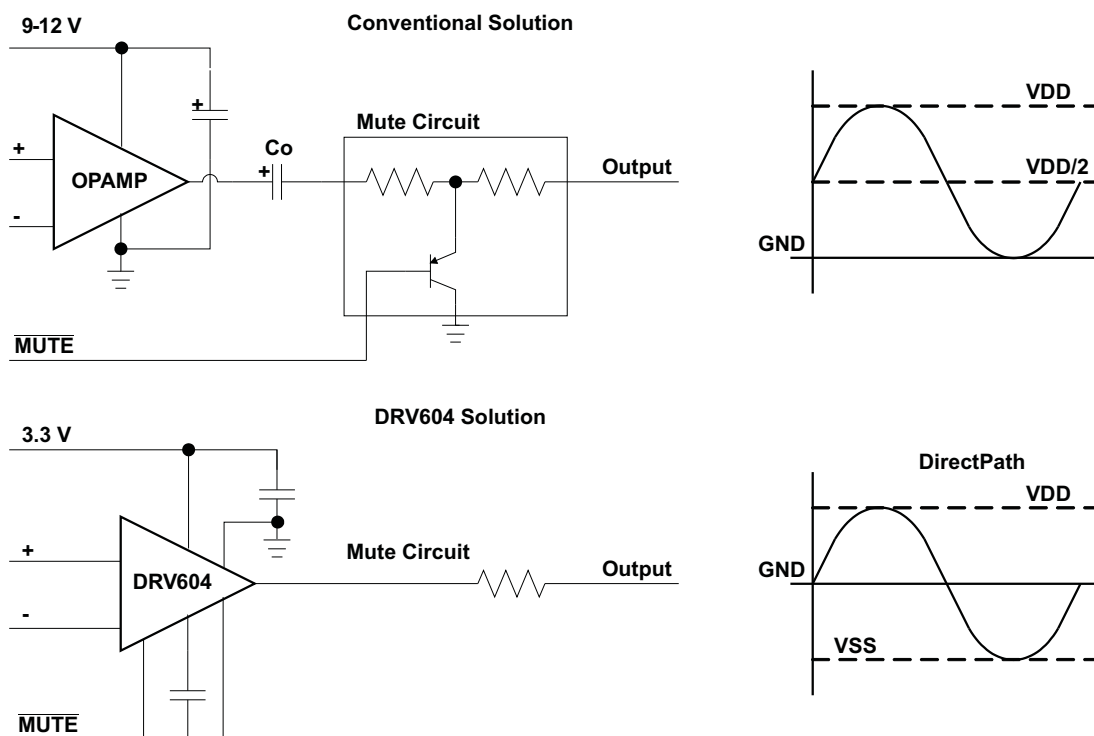 9-12 V
Conventional Solution
VDD
+
Mute Circuit
Co
+
+
OPAMP
Output
VDD/2
-
GND
MUTE
DRV604 Solution
3.3 V
DirectPath
VDD
+
Mute Circuit
Output
GND
DRV604
-
VSS
MUTE